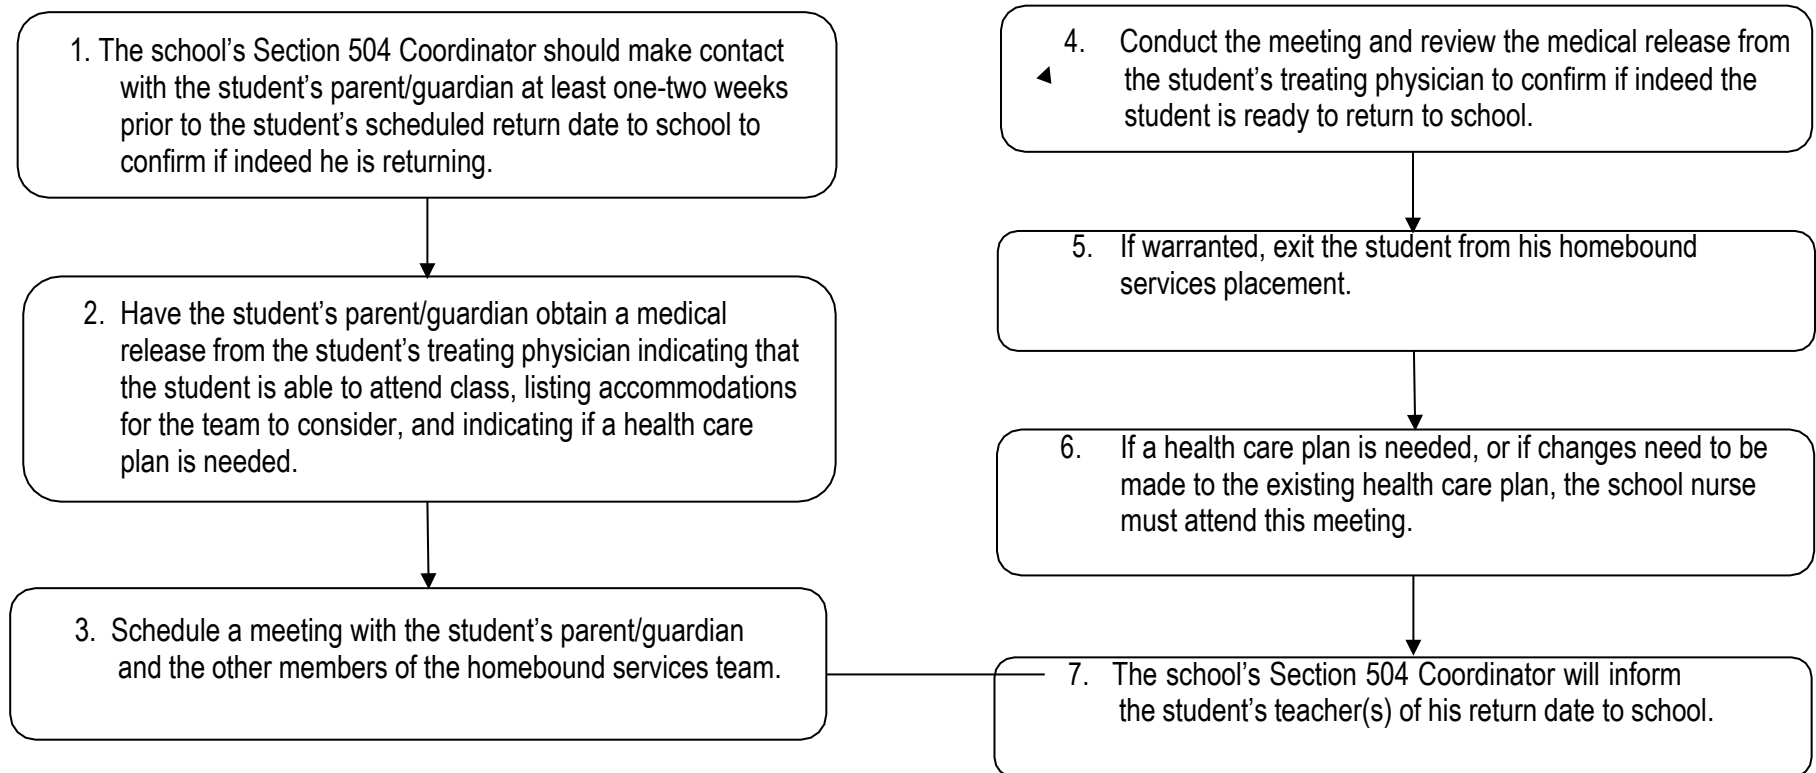 1. The school’s Section 504 Coordinator should make contact
with the student’s parent/guardian at least one-two weeks
prior to the student’s scheduled return date to school to
confirm if indeed he is returning.
2. Have the student’s parent/guardian obtain a medical
release from the student’s treating physician indicating that
the student is able to attend class, listing accommodations
for the team to consider, and indicating if a health care
plan is needed.
3. Schedule a meeting with the student’s parent/guardian
and the other members of the homebound services team.
4. Conduct the meeting and review the medical release from
the student’s treating physician to confirm if indeed the
student is ready to return to school.
5. If warranted, exit the student from his homebound
services placement.
6. If a health care plan is needed, or if changes need to be
made to the existing health care plan, the school nurse
must attend this meeting.
7. The school’s Section 504 Coordinator will inform
the student’s teacher(s) of his return date to school.